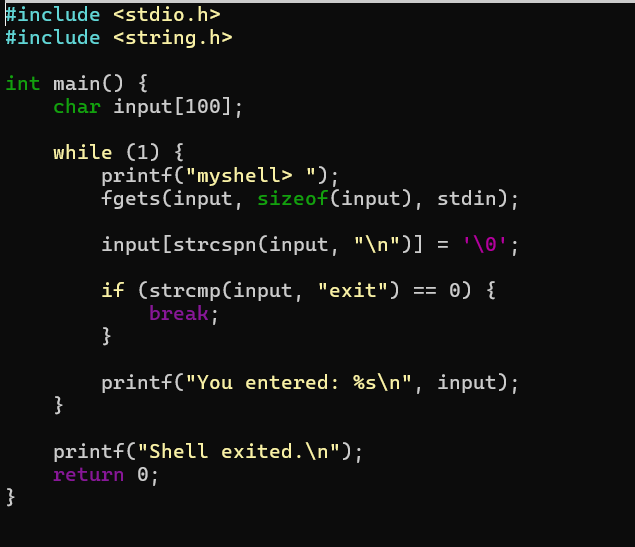 #include <stdio.h>
#include <string.h>

int main() {
    char input[100];

    while (1) {
        printf("myshell> ");
        fgets(input, sizeof(input), stdin);

        input[strcspn(input, "\n")] = '\0';

        if (strcmp(input, "exit") == 0) {
            break;
        }

        printf("You entered: %s\n", input);
    }

    printf("Shell exited.\n");
    return 0;
}